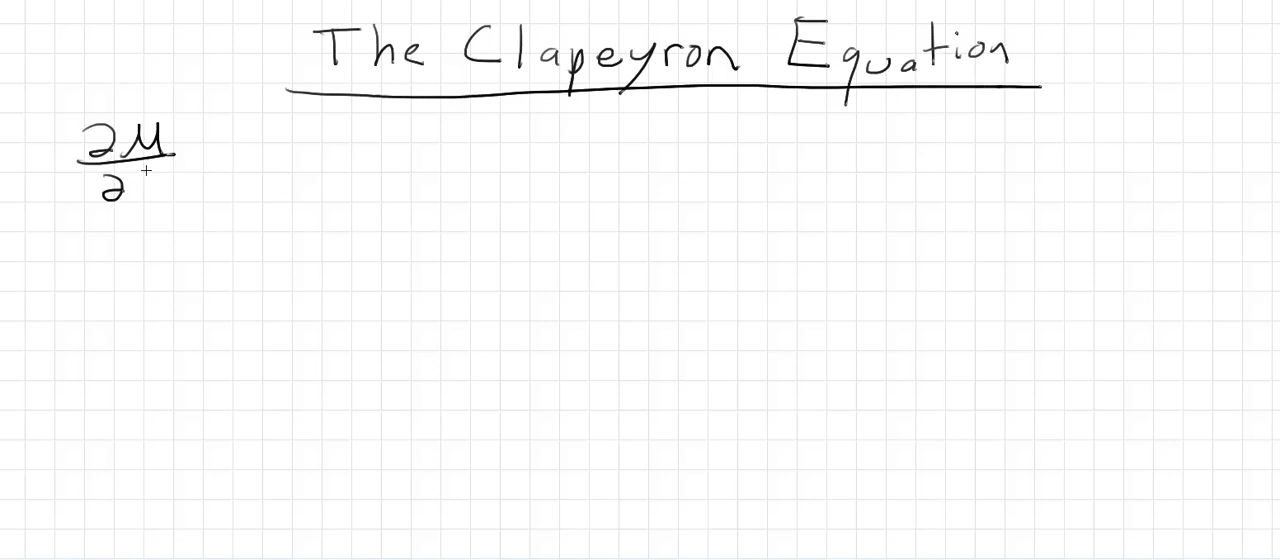 The Clapeyron Equation
∂μ
∂